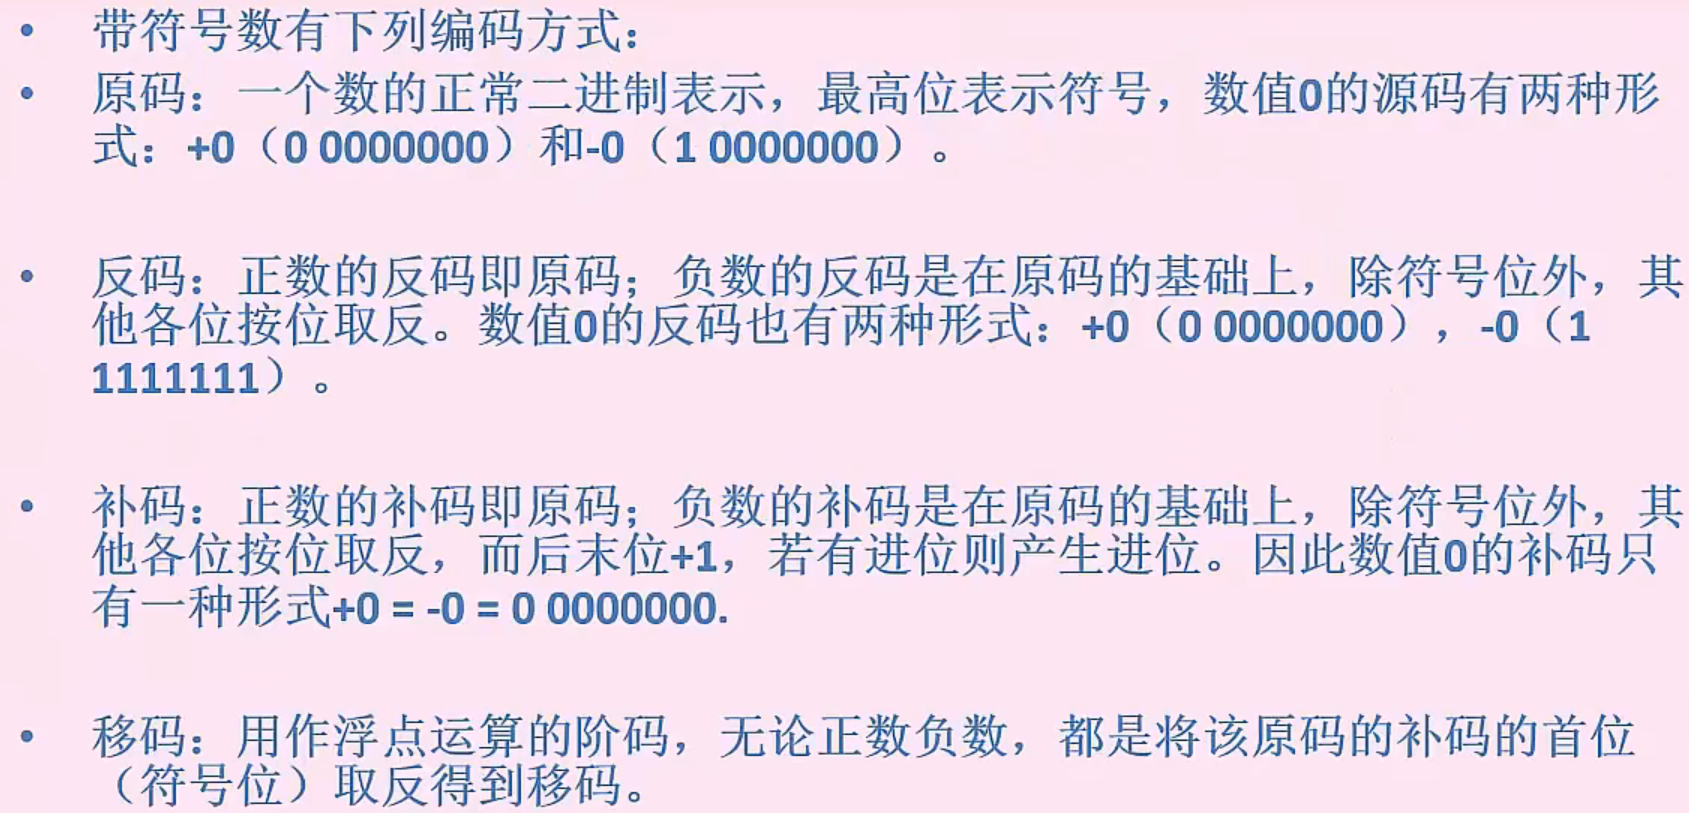 • 带符号数有下列编码方式：
• 原码：一个数的正常二进制表示，最高位表示符号，数值0的源码有两种形
式：+0（0 0000000）和-0（1 0000000）。
• 反码：正数的反码即原码；负数的反码是在原码的基础上，除符号位外，其
他各位按位取反。数值0的反码也有两种形式：+0（0 0000000），-0（1
1111111）。
• 补码：正数的补码即原码；负数的补码是在原码的基础上，除符号位外，其
他各位按位取反，而后末位+1，若有进位则产生进位。因此数值0的补码只
有一种形式+0 = -0 = 0 0000000.
• 移码：用作浮点运算的阶码，无论正数负数，都是将该原码的补码的首位
（符号位）取反得到移码。